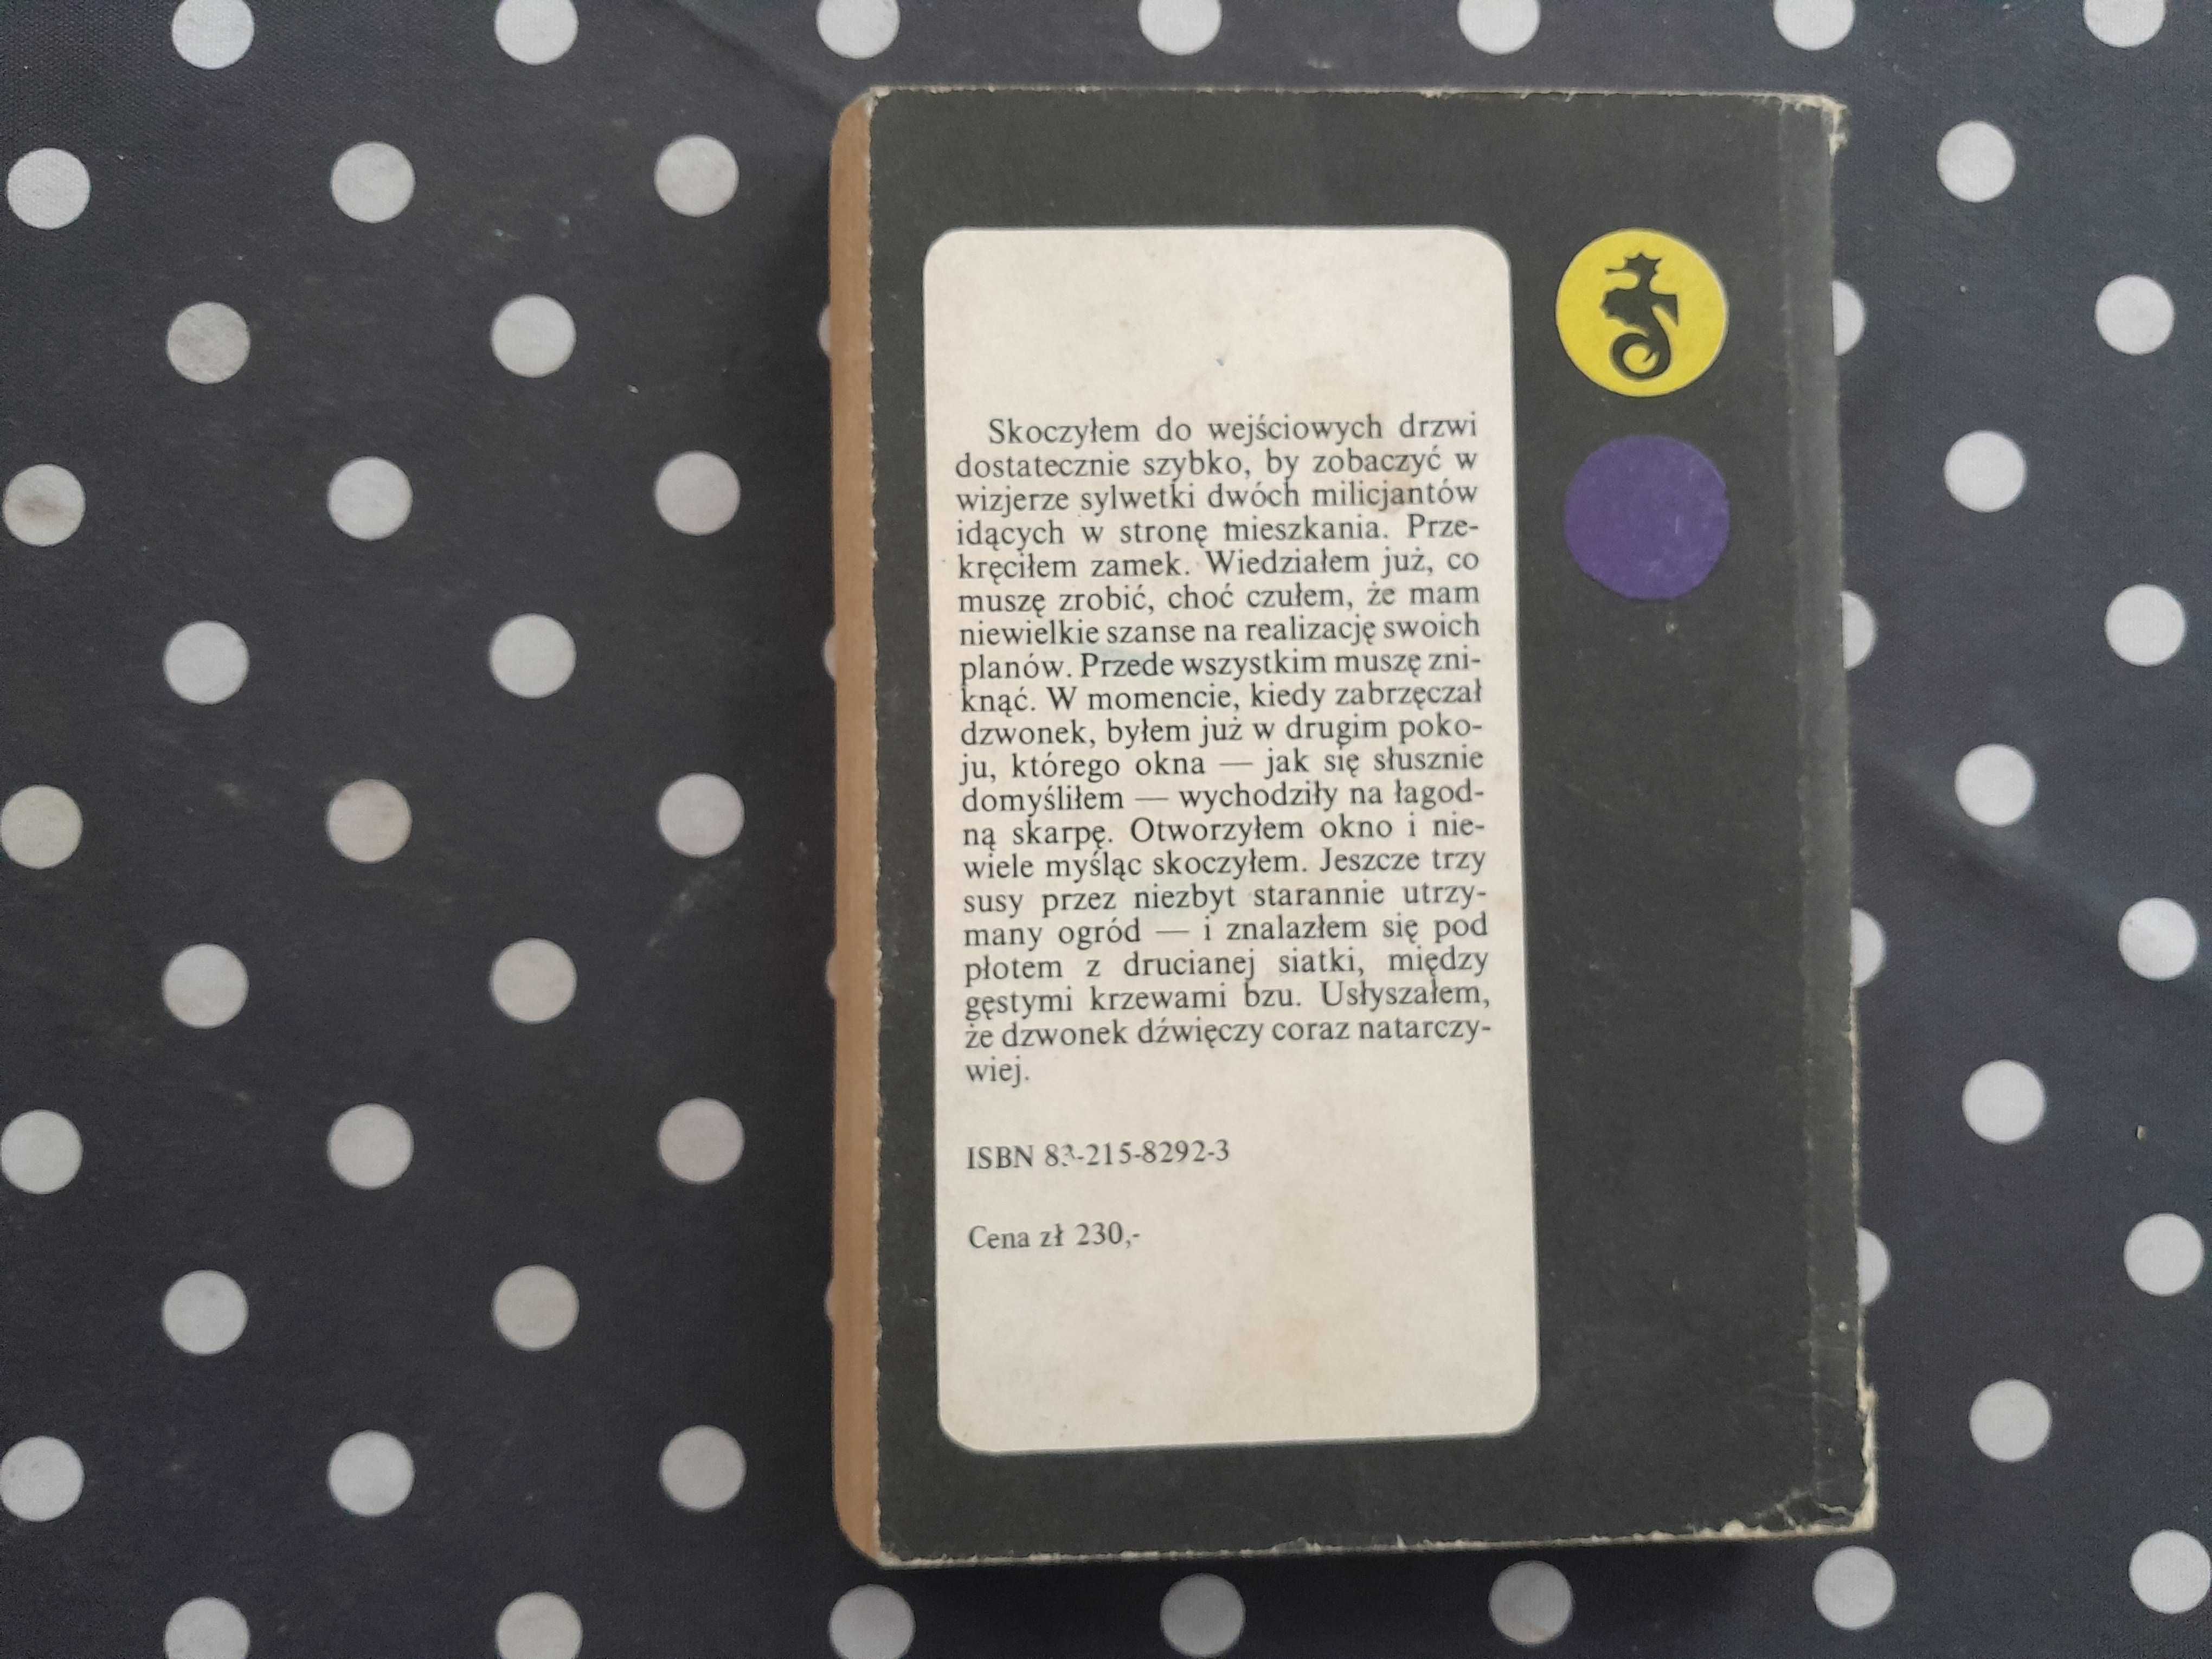 Skoczyłem do wejściowych drzwi
dostatecznie szybko, by zobaczyć w
wizjerze sylwetki dwóch milicjantów
idących w stronę mieszkania. Prze-
kręciłem zamek. Wiedziałem już, co
muszę zrobić, choć czułem, że mam
niewielkie szanse na realizację swoich
planów. Przede wszystkim muszę zni-
knąć. W momencie, kiedy zabrzęczał
dzwonek, byłem już w drugim poko-
ju, którego okna — jak się słusznie
domyśliłem — wychodziły na łagod-
ną skarpę. Otworzyłem okno i nie-
wiele myśląc skoczyłem. Jeszcze trzy
susy przez niezbyt starannie utrzy-
many ogród — i znalazłem się pod
płotem z drucianej siatki, między
gęstymi krzewami bzu. Usłyszałem,
że dzwonek dźwięczy coraz natarczy-
wiej.
ISBN 83-215-8292-3
Cena zł 230,-